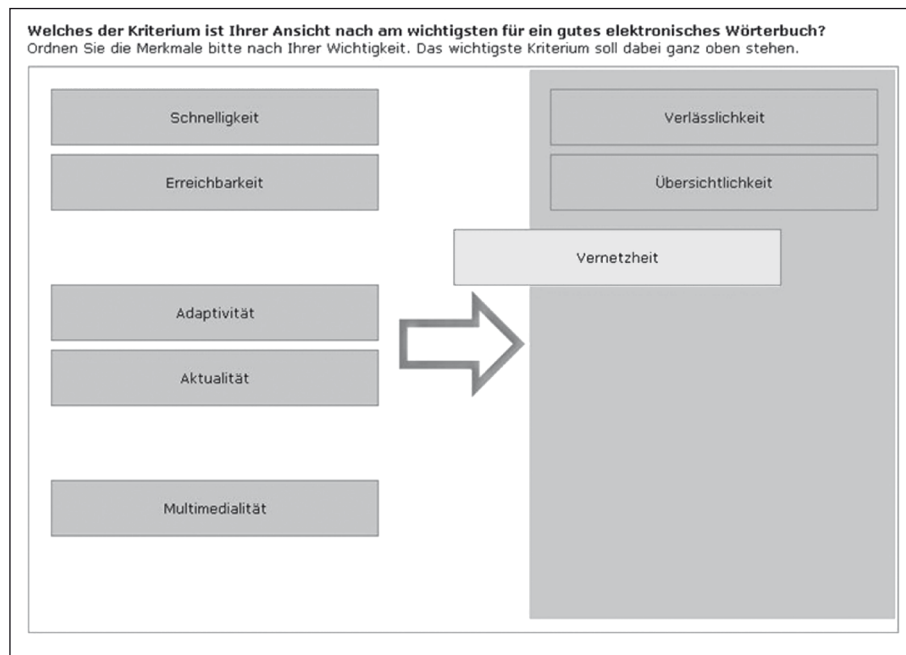 Welches der Kriterium ist Ihrer Ansicht nach am wichtigsten für ein gutes elektronisches Wörterbuch?
Ordnen Sie die Merkmale bitte nach Ihrer Wichtigkeit. Das wichtigste Kriterium soll dabei ganz oben stehen.
Schnelligkeit
Erreichbarkeit
Adaptivität
Aktualität
Multimedialität
Verlässlichkeit
Übersichtlichkeit
Vernetzheit